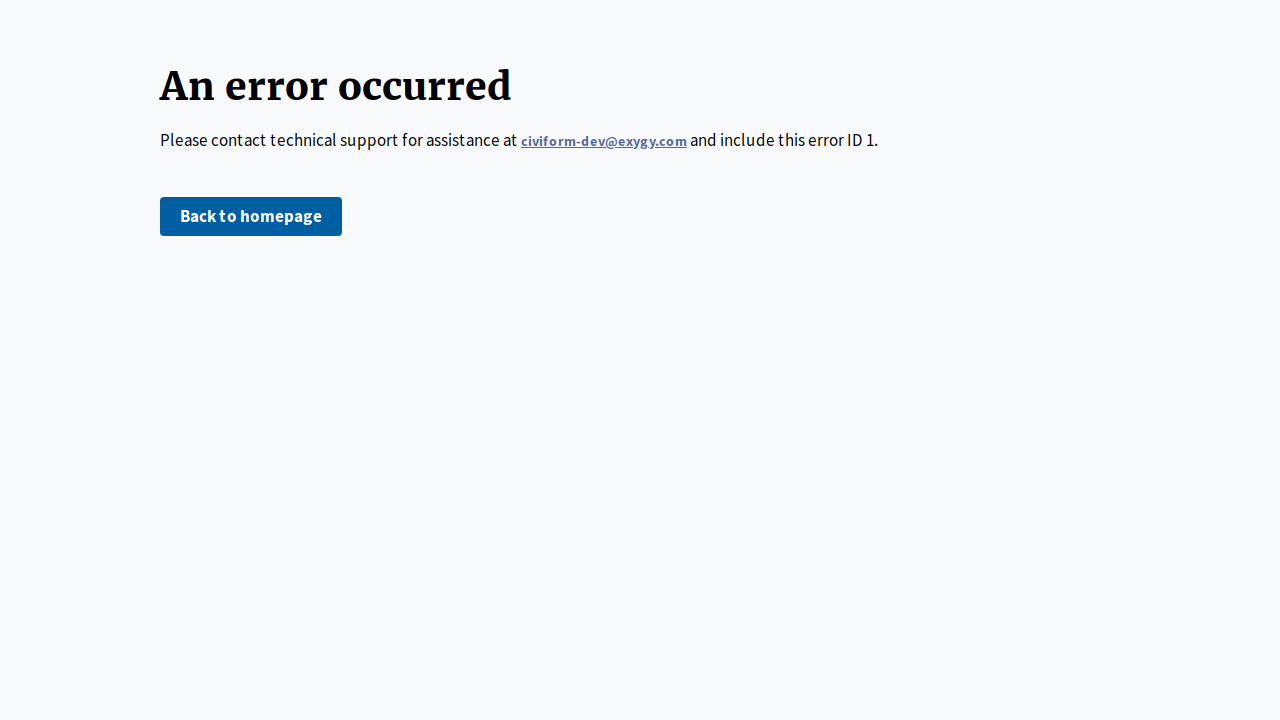 An error occurred
Please contact technical support for assistance at civiform-dev@exygy.com and include this error ID 1.
Back to homepage